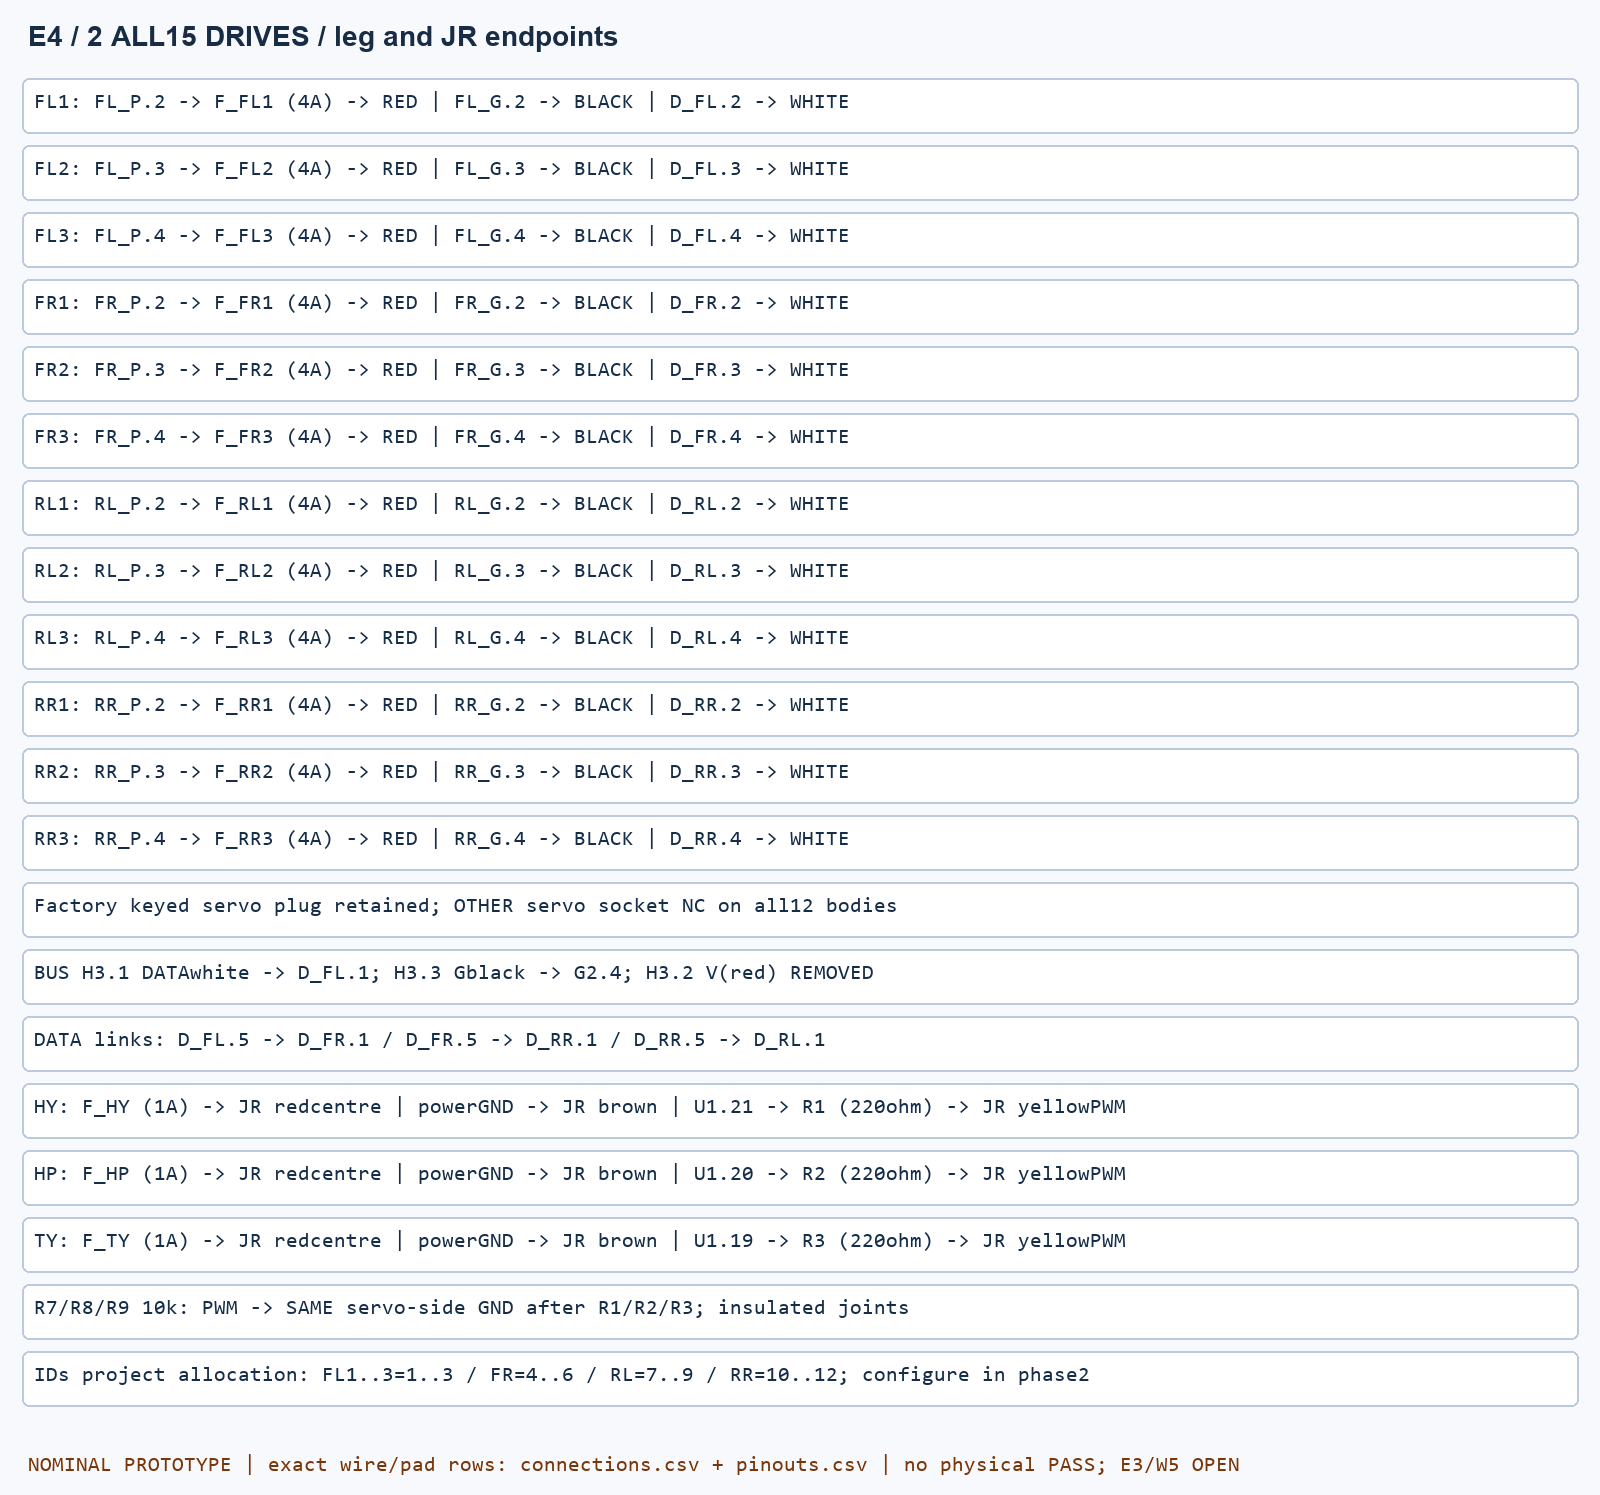 E4 / 2 ALL15 DRIVES / leg and JR endpoints
FL1: FL_P.2 -> F_FL1 (4A) -> RED | FL_G.2 -> BLACK | D_FL.2 -> WHITE
FL2: FL_P.3 -> F_FL2 (4A) -> RED | FL_G.3 -> BLACK | D_FL.3 -> WHITE
FL3: FL_P.4 -> F_FL3 (4A) -> RED | FL_G.4 -> BLACK | D_FL.4 -> WHITE
FR1: FR_P.2 -> F_FR1 (4A) -> RED | FR_G.2 -> BLACK | D_FR.2 -> WHITE
FR2: FR_P.3 -> F_FR2 (4A) -> RED | FR_G.3 -> BLACK | D_FR.3 -> WHITE
FR3: FR_P.4 -> F_FR3 (4A) -> RED | FR_G.4 -> BLACK | D_FR.4 -> WHITE
RL1: RL_P.2 -> F_RL1 (4A) -> RED | RL_G.2 -> BLACK | D_RL.2 -> WHITE
RL2: RL_P.3 -> F_RL2 (4A) -> RED | RL_G.3 -> BLACK | D_RL.3 -> WHITE
RL3: RL_P.4 -> F_RL3 (4A) -> RED | RL_G.4 -> BLACK | D_RL.4 -> WHITE
RR1: RR_P.2 -> F_RR1 (4A) -> RED | RR_G.2 -> BLACK | D_RR.2 -> WHITE
RR2: RR_P.3 -> F_RR2 (4A) -> RED | RR_G.3 -> BLACK | D_RR.3 -> WHITE
RR3: RR_P.4 -> F_RR3 (4A) -> RED | RR_G.4 -> BLACK | D_RR.4 -> WHITE
Factory keyed servo plug retained; OTHER servo socket NC on all12 bodies
BUS H3.1 DATAwhite -> D_FL.1; H3.3 Gblack -> G2.4; H3.2 V(red) REMOVED
DATA links: D_FL.5 -> D_FR.1 / D_FR.5 -> D_RR.1 / D_RR.5 -> D_RL.1
HY: F_HY (1A) -> JR redcentre | powerGND -> JR brown | U1.21 -> R1 (220ohm) -> JR yellowPWM
HP: F_HP (1A) -> JR redcentre | powerGND -> JR brown | U1.20 -> R2 (220ohm) -> JR yellowPWM
TY: F_TY (1A) -> JR redcentre | powerGND -> JR brown | U1.19 -> R3 (220ohm) -> JR yellowPWM
R7/R8/R9 10k: PWM -> SAME servo-side GND after R1/R2/R3; insulated joints
IDs project allocation: FL1..3=1..3 / FR=4..6 / RL=7..9 / RR=10..12; configure in phase2
NOMINAL PROTOTYPE | exact wire/pad rows: connections.csv + pinouts.csv | no physical PASS; E3/W5 OPEN